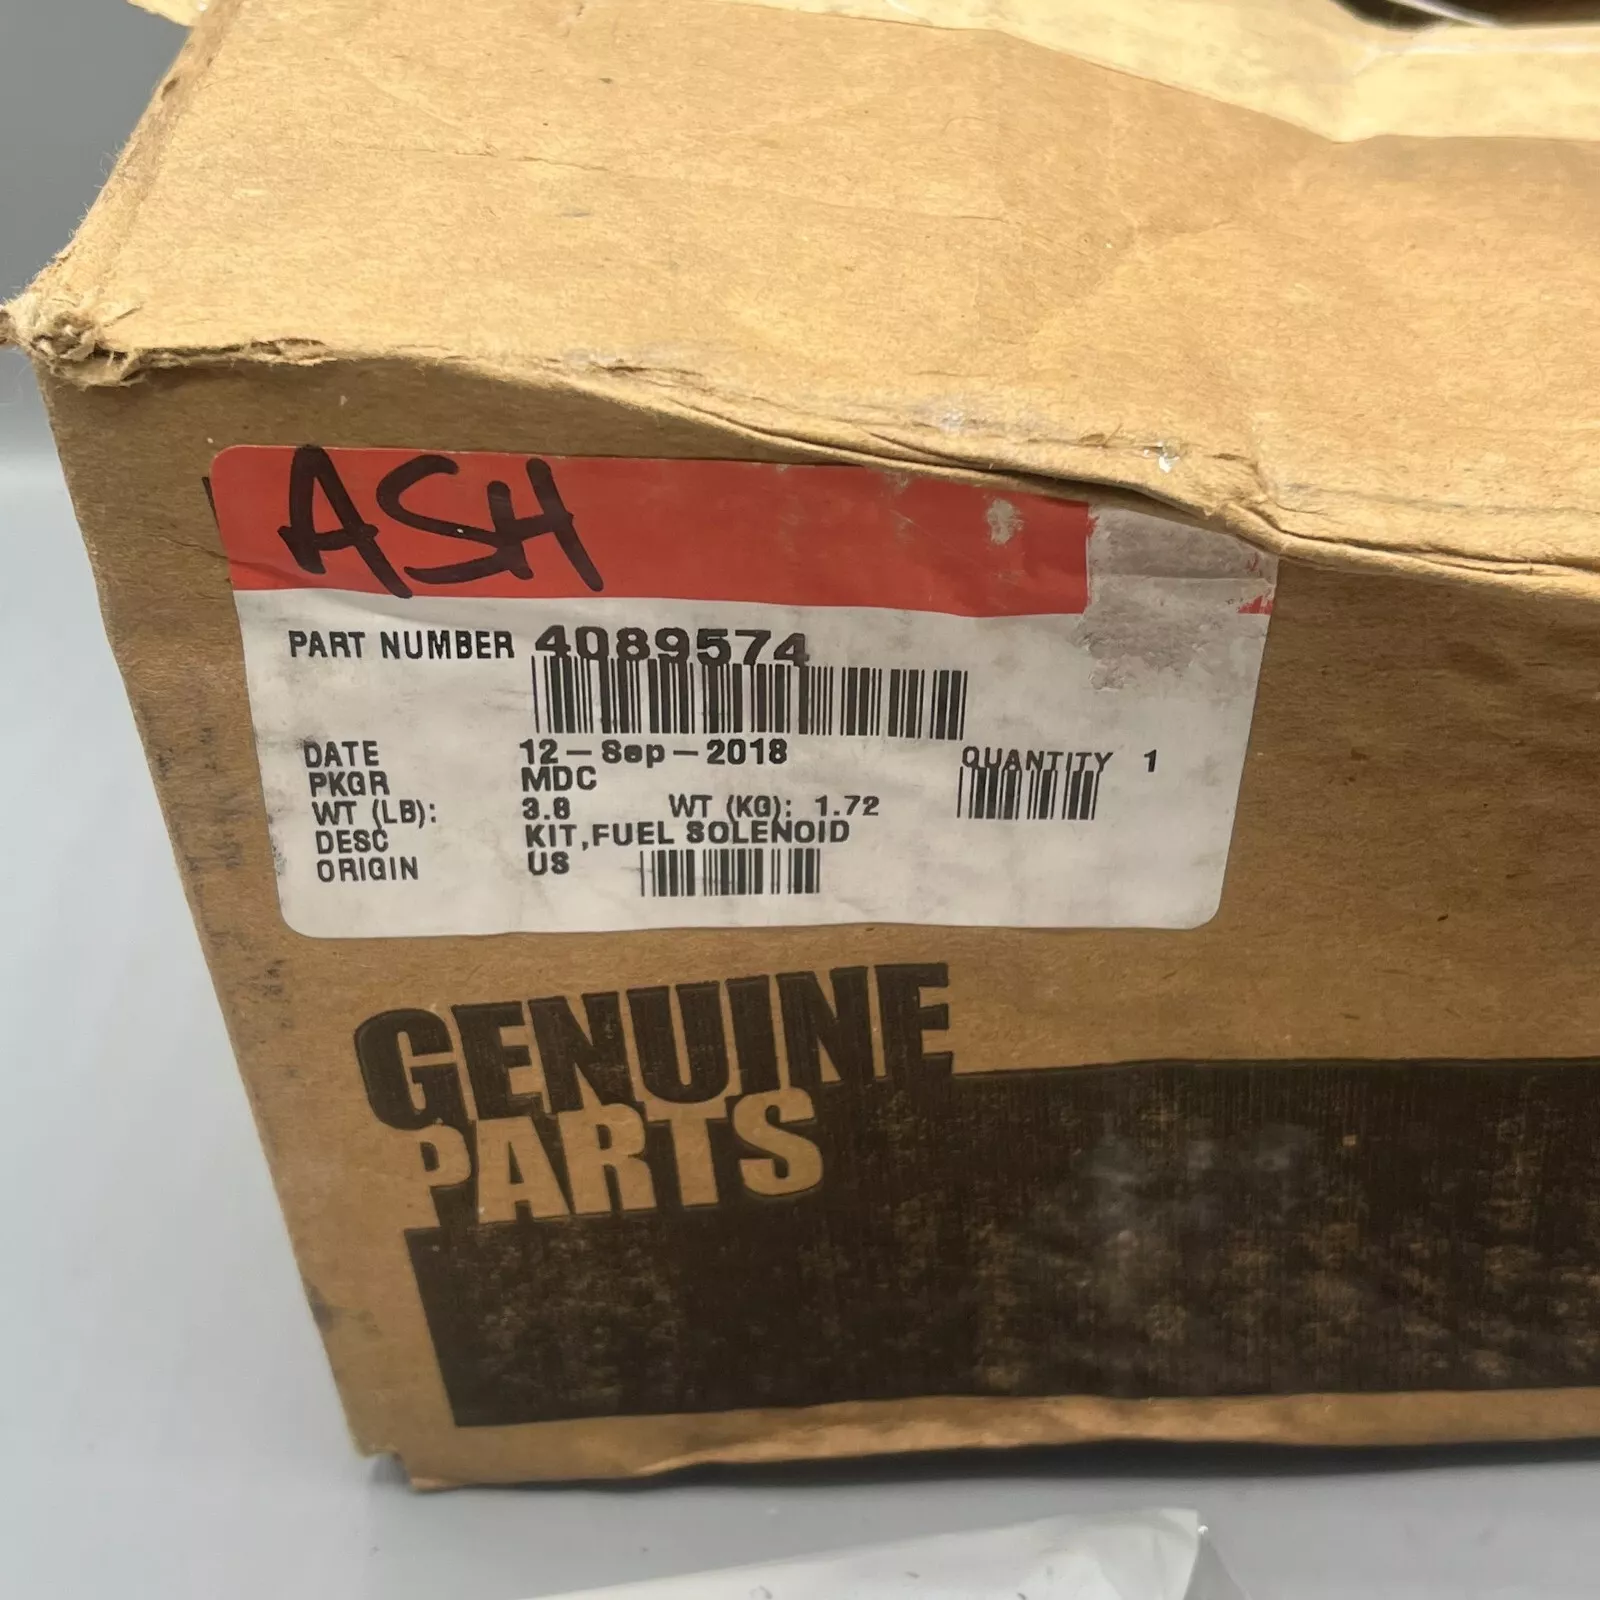 ASH
PART NUMBER 4089574
DATE 12-Sep-2018 QUANTITY 1
PKGR MDC
WT (LB): 3.8 WT (KG): 1.72
DESC KIT,FUEL SOLENOID
ORIGIN US
GENUINE
PARTS